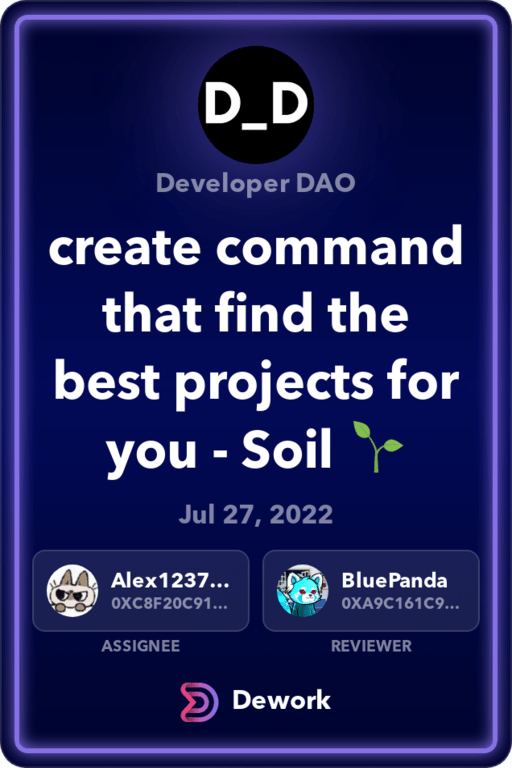 D_D
Developer DAO
create command
that find the
best projects for
you - Soil 🌱
Jul 27, 2022
Alex1237...
0XC8F20C91...
ASSIGNEE
BluePanda
0XA9C161C9...
REVIEWER
Dework